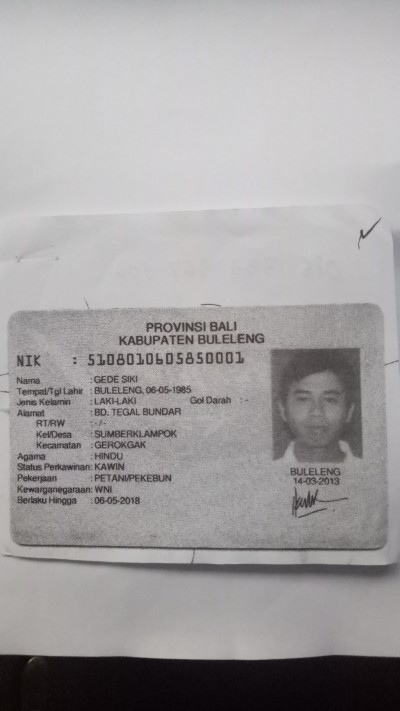 PROVINSI BALI
KABUPATEN BULELENG
NIK : 5108010605850001
Nama : GEDE SIKI
Tempat/Tgl Lahir : BULELENG, 06-05-1985
Jenis Kelamin : LAKI-LAKI Gol Darah : -
Alamat : BD. TEGAL BUNDAR
RT/RW : -/-
Kel/Desa : SUMBERKLAMPOK
Kecamatan : GEROKGAK
Agama : HINDU
Status Perkawinan: KAWIN
Pekerjaan : PETANI/PEKEBUN
Kewarganegaraan: WNI
Berlaku Hingga : 06-05-2018
BULELENG
14-03-2013